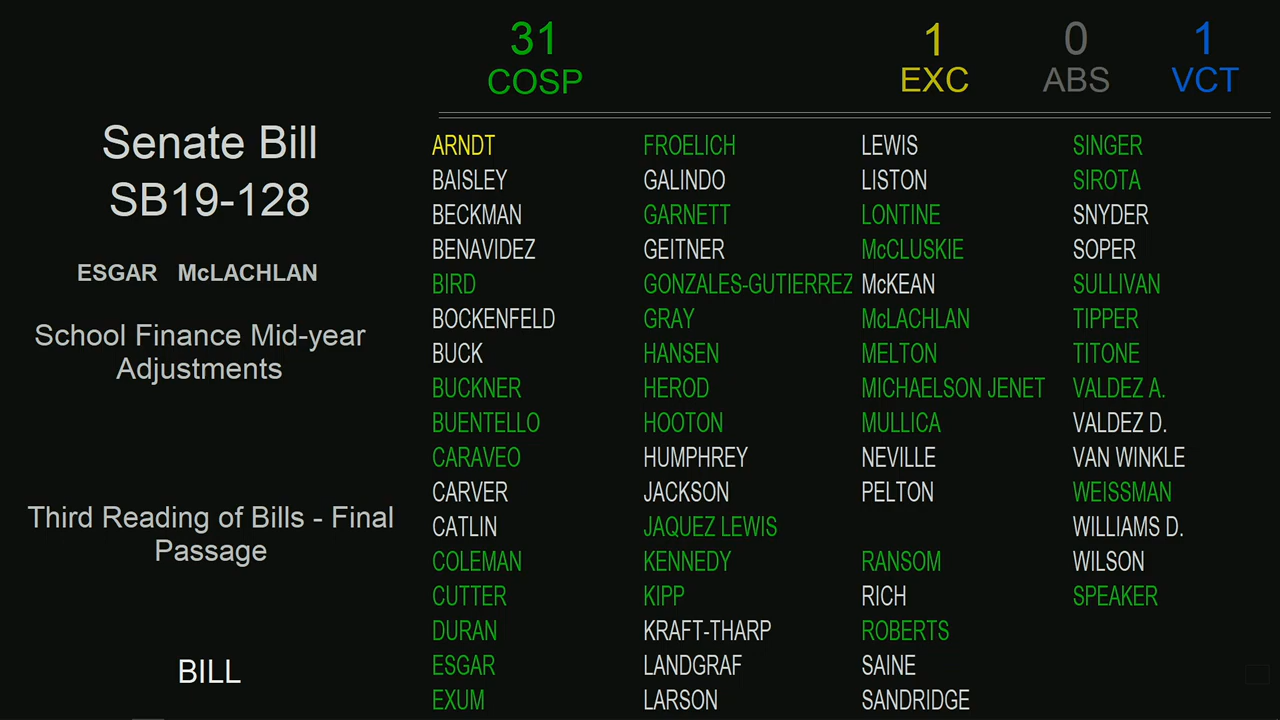 31 1 0 1
COSP EXC ABS VCT
Senate Bill
SB19-128
ESGAR McLACHLAN
School Finance Mid-year
Adjustments
Third Reading of Bills - Final
Passage
BILL
ARNDT FROELICH LEWIS SINGER
BAISLEY GALINDO LISTON SIROTA
BECKMAN GARNETT LONTINE SNYDER
BENAVIDEZ GEITNER McCLUSKIE SOPER
BIRD GONZALES-GUTIERREZ McKEAN SULLIVAN
BOCKENFELD GRAY McLACHLAN TIPPER
BUCK HANSEN MELTON TITONE
BUCKNER HEROD MICHAELSON JENET VALDEZ A.
BUENTELLO HOOTON MULLICA VALDEZ D.
CARAVEO HUMPHREY NEVILLE VAN WINKLE
CARVER JACKSON PELTON WEISSMAN
CATLIN JAQUEZ LEWIS WILLIAMS D.
COLEMAN KENNEDY RANSOM WILSON
CUTTER KIPP RICH SPEAKER
DURAN KRAFT-THARP ROBERTS
ESGAR LANDGRAF SAINE
EXUM LARSON SANDRIDGE